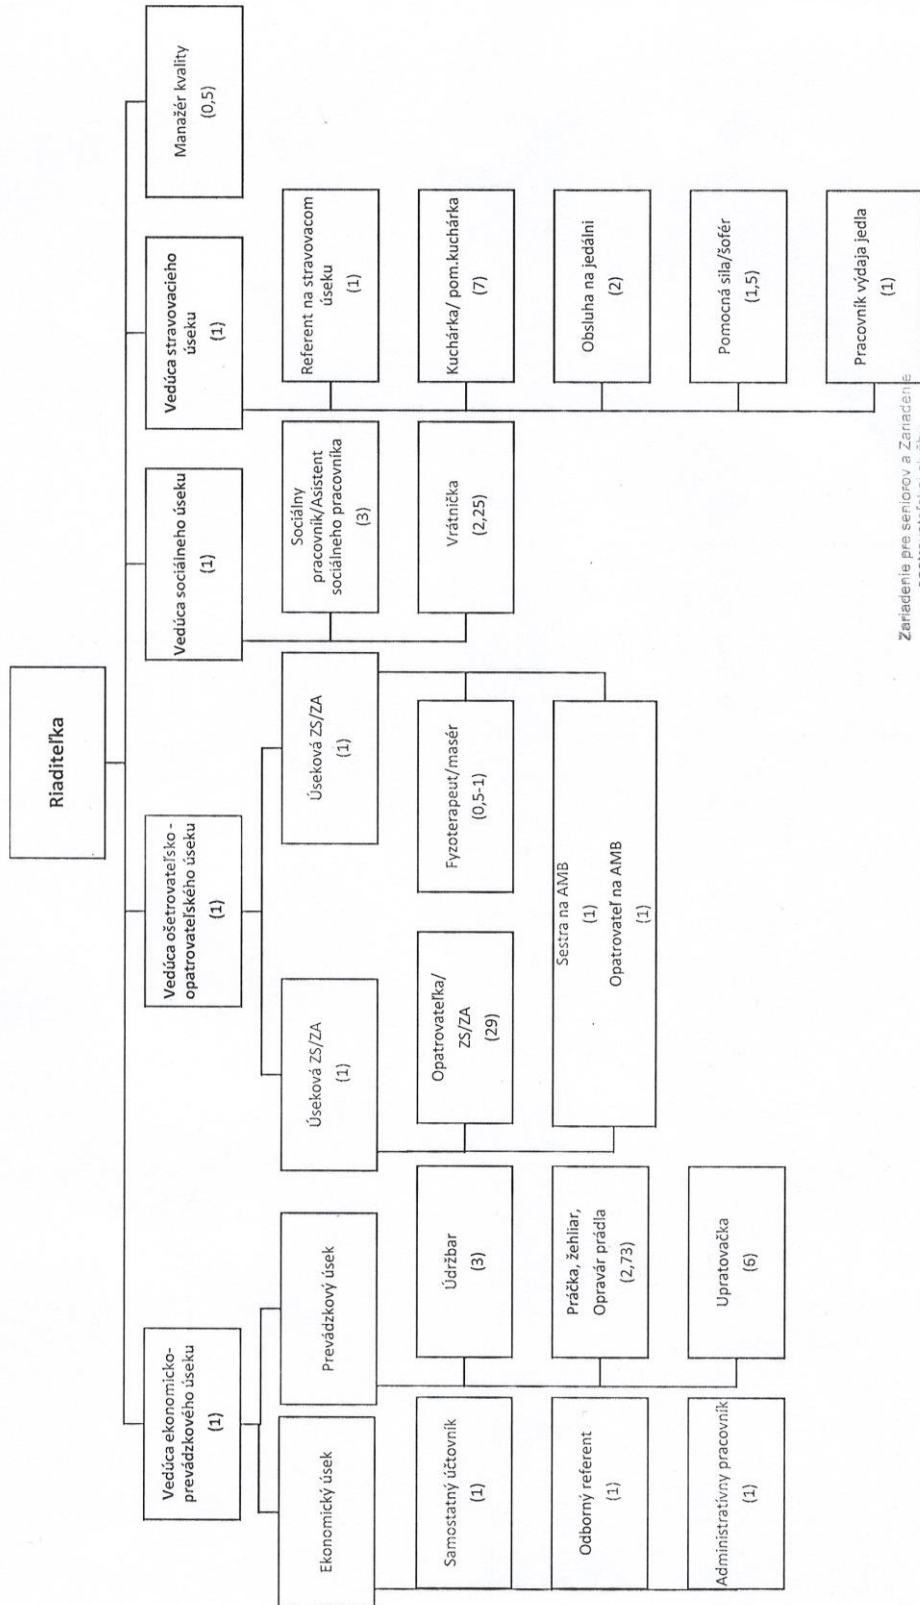 Riaditeľka
Vedúca ekonomicko-
prevádzkového úseku
(1)
Vedúca ošetrovateľsko -
opatrovateľského úseku
(1)
Vedúca sociálneho úseku
(1)
Vedúca stravovacieho
úseku
(1)
Manažér kvality
(0,5)
Ekonomický úsek
Samostatný účtovník
(1)
Odborný referent
(1)
Administratívny pracovník
(1)
Prevádzkový úsek
Údržbar
(3)
Práčka, žehliar,
Opravár prádla
(2,73)
Upratovačka
(6)
Úseková ZS/ZA
(1)
Úseková ZS/ZA
(1)
Opatrovateľka/
ZS/ZA
(29)
Fyzoterapeut/masér
(0,5-1)
Sestra na AMB
(1)
Opatrovateľ na AMB
(1)
Sociálny
pracovník/Asistent
sociálneho pracovníka
(3)
Vrátnička
(2,25)
Referent na stravovacom
úseku
(1)
Kuchárka/ pom.kuchárka
(7)
Obsluha na jedálni
(2)
Pomocná sila/šofér
(1,5)
Pracovník výdaja jedla
(1)
Zariadenie pre seniorov a Zariadenie